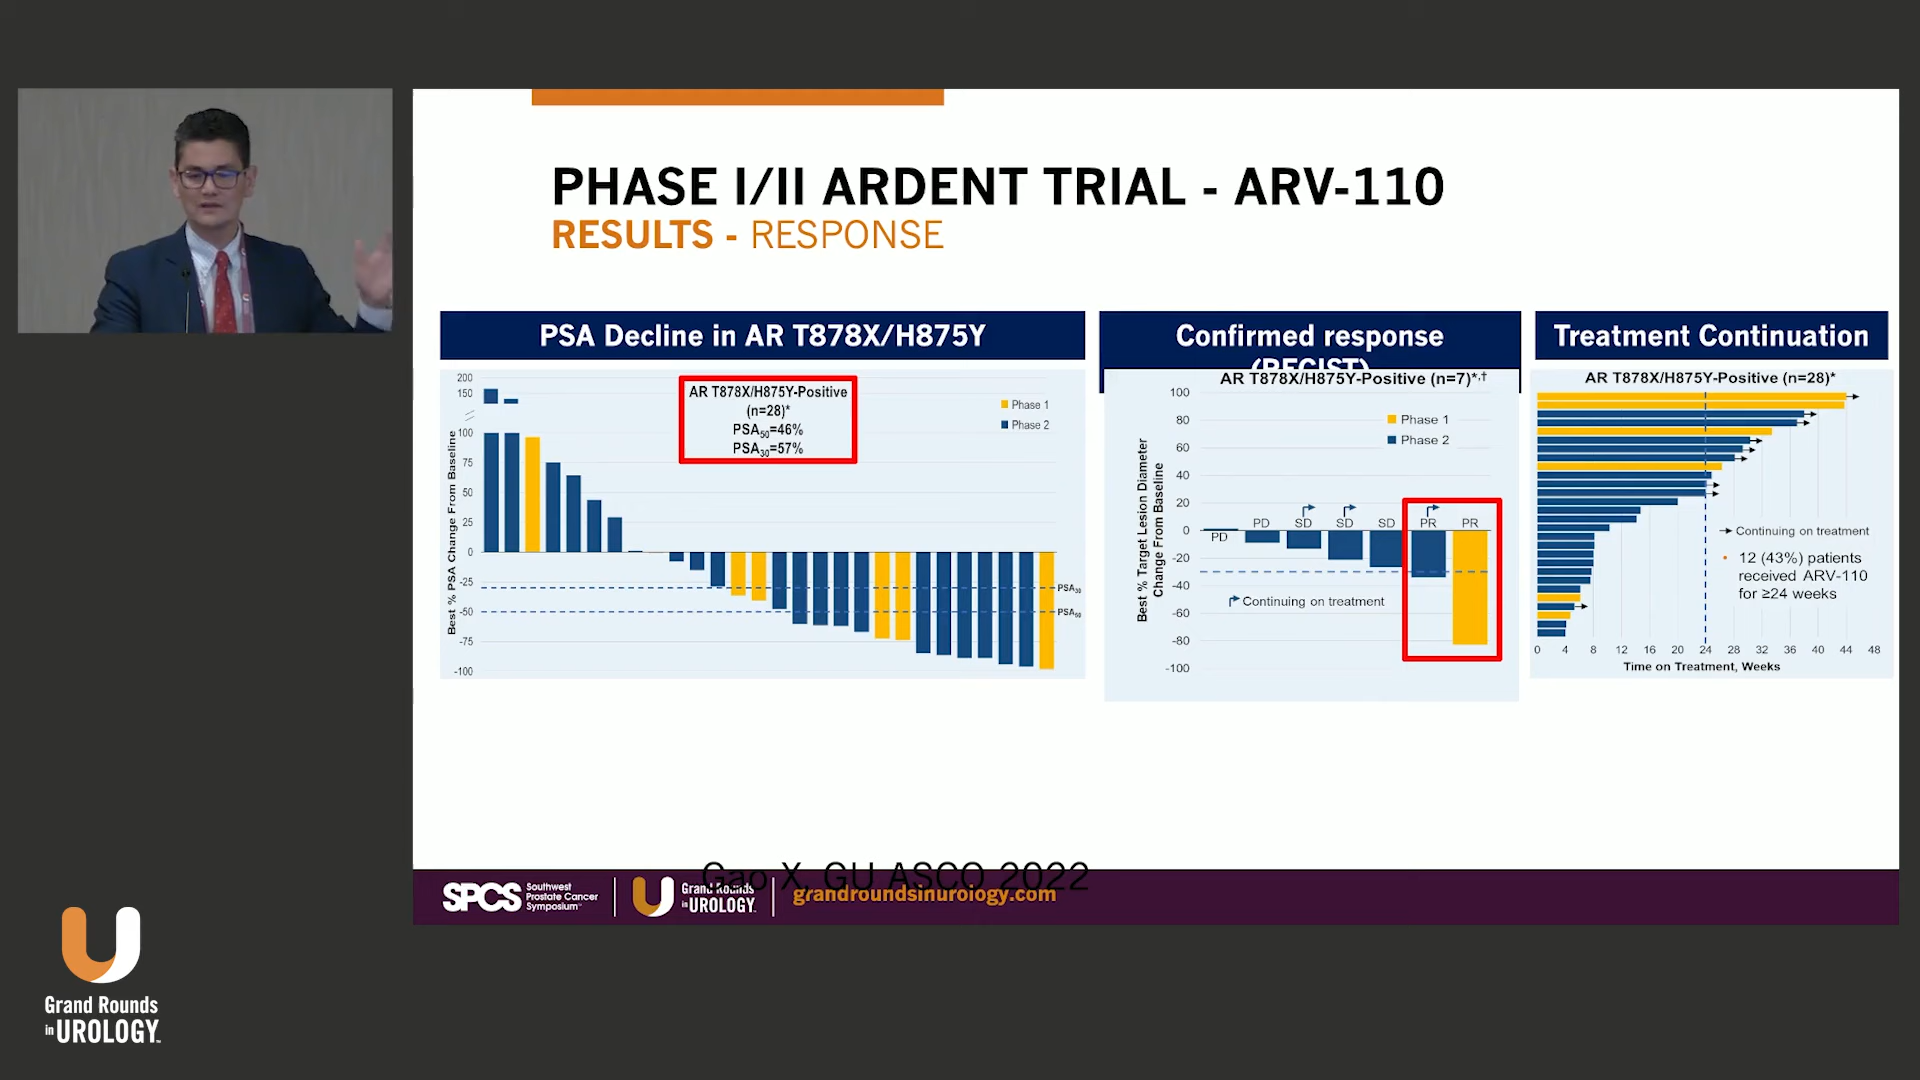 PHASE I/II ARDENT TRIAL - ARV-110
RESULTS - RESPONSE
PSA Decline in AR T878X/H875Y
200
150
100
75
50
25
0
-25
-50
-75
-100
Best % PSA Change From Baseline
AR T878X/H875Y-Positive
(n=28)*
PSA50=46%
PSA30=57%
Phase 1
Phase 2
PSA30
PSA50
Confirmed response
(RECIST)
AR T878X/H875Y-Positive (n=7)*,†
100
80
60
40
20
0
-20
-40
-60
-80
-100
Best % Target Lesion Diameter
Change From Baseline
Phase 1
Phase 2
PD PD SD SD SD PR PR
Continuing on treatment
Treatment Continuation
AR T878X/H875Y-Positive (n=28)*
Continuing on treatment
• 12 (43%) patients
received ARV-110
for ≥24 weeks
0 4 8 12 16 20 24 28 32 36 40 44 48
Time on Treatment, Weeks
Gao X, GU ASCO 2022
SPCS Southwest
Prostate Cancer
Symposium™
Grand Rounds
in UROLOGY™
grandroundsinurology.com
Grand Rounds
in UROLOGY™